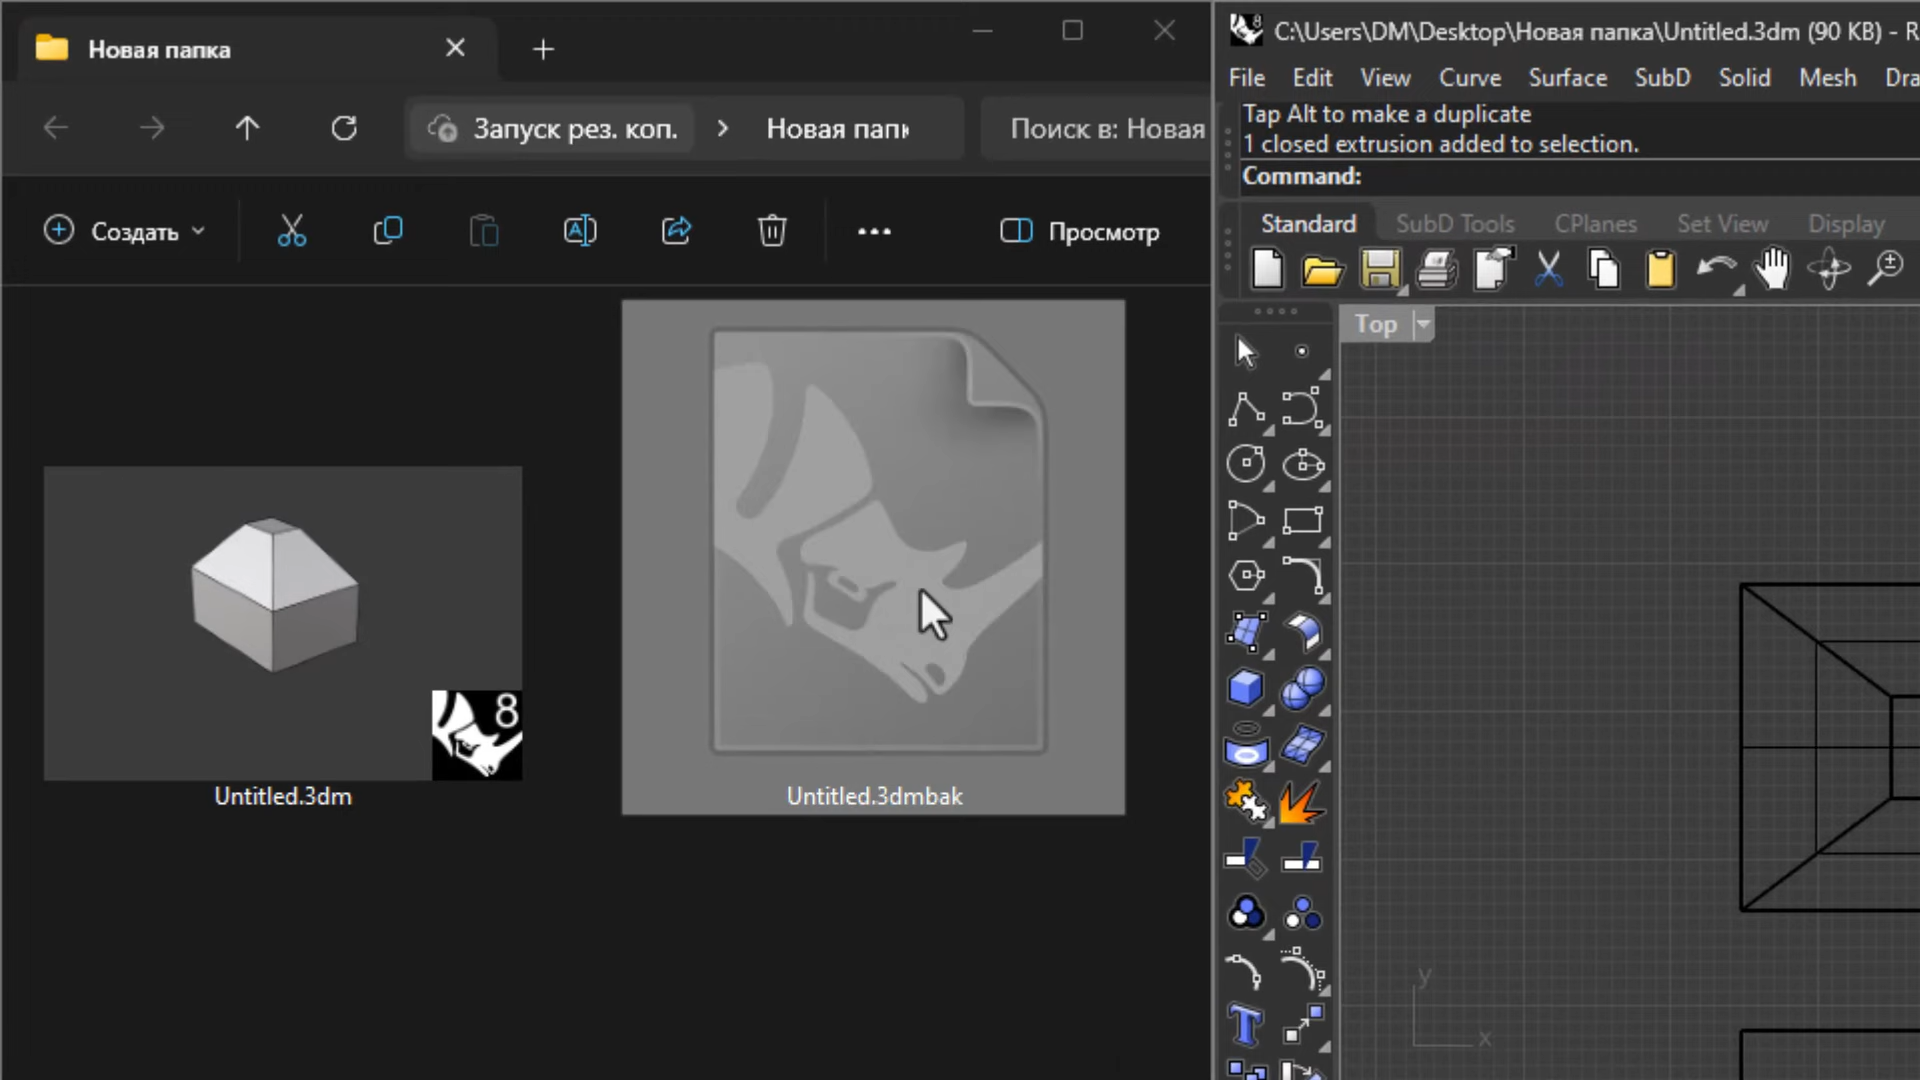 Новая папка
Запуск рез. коп. > Новая папк
Поиск в: Новая
Создать
Просмотр
8
Untitled.3dm
Untitled.3dmbak
C:\Users\DM\Desktop\Новая папка\Untitled.3dm (90 KB) - R
File Edit View Curve Surface SubD Solid Mesh Dra
Tap Alt to make a duplicate
1 closed extrusion added to selection.
Command:
Standard SubD Tools CPlanes Set View Display
Top
y
x